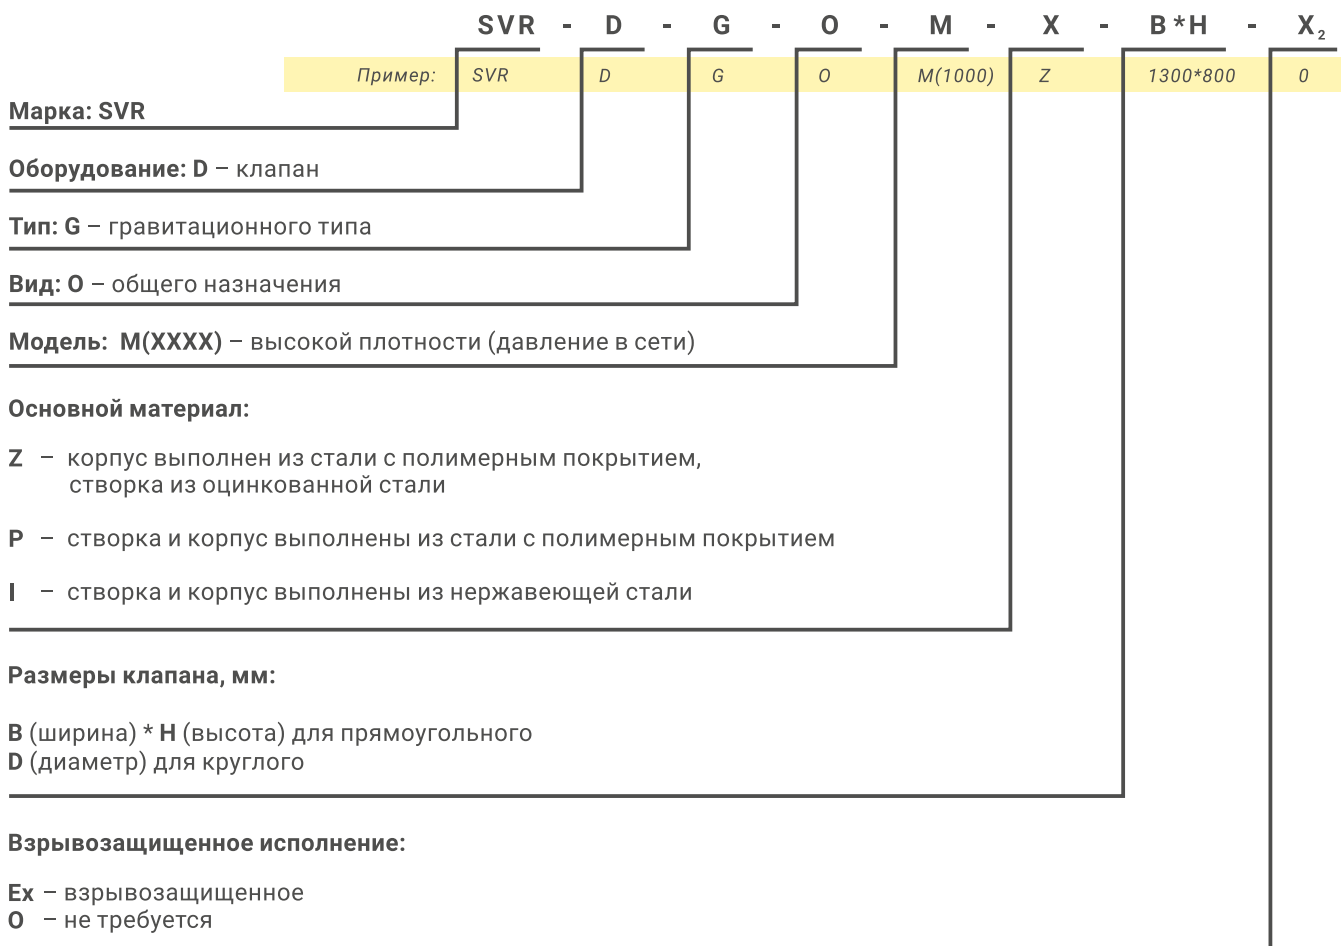 SVR - D - G - O - M - X - B*H - X₂
Пример: SVR D G O M(1000) Z 1300*800 0
Марка: SVR
Оборудование: D – клапан
Тип: G – гравитационного типа
Вид: О – общего назначения
Модель: M(XXXX) – высокой плотности (давление в сети)
Основной материал:
Z – корпус выполнен из стали с полимерным покрытием,
створка из оцинкованной стали
P – створка и корпус выполнены из стали с полимерным покрытием
I – створка и корпус выполнены из нержавеющей стали
Размеры клапана, мм:
B (ширина) * H (высота) для прямоугольного
D (диаметр) для круглого
Взрывозащищенное исполнение:
Ex – взрывозащищенное
O – не требуется